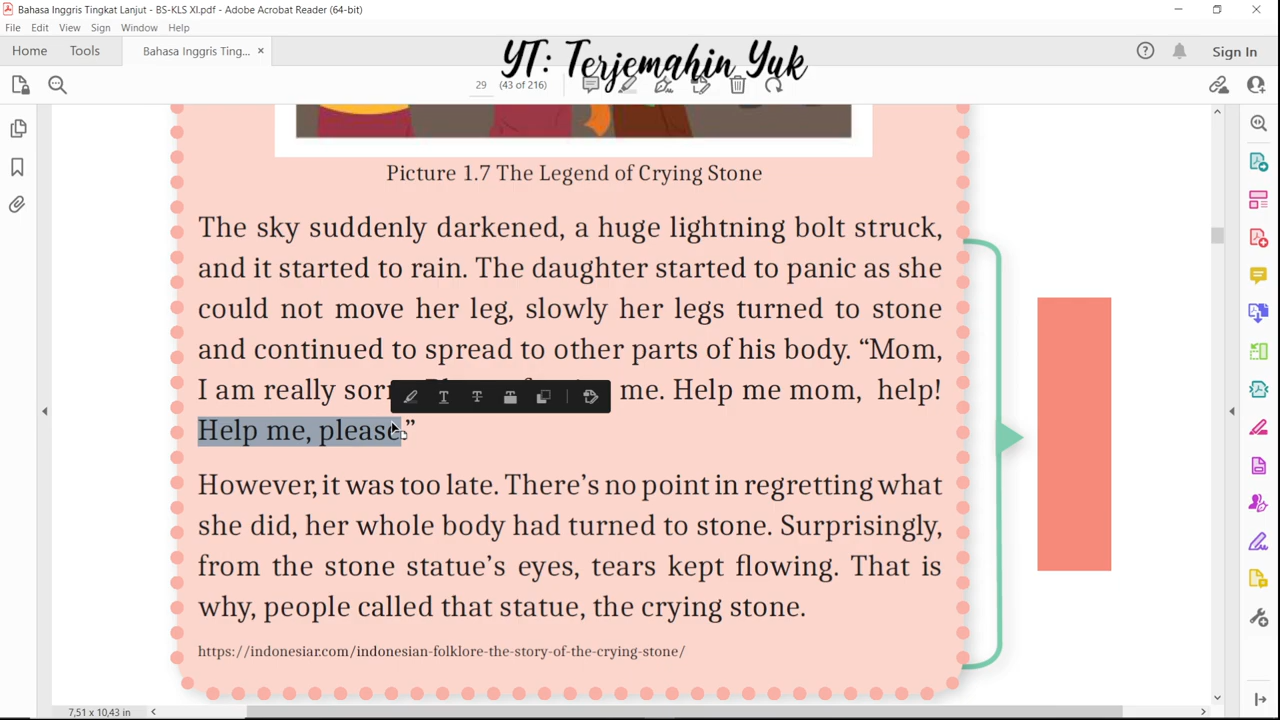 Bahasa Inggris Tingkat Lanjut - BS-KLS XI.pdf - Adobe Acrobat Reader (64-bit)
File Edit View Sign Window Help
Home Tools Bahasa Inggris Ting... × Sign In
YT: Terjemahin Yuk
29 (43 of 216)
Picture 1.7 The Legend of Crying Stone
The sky suddenly darkened, a huge lightning bolt struck,
and it started to rain. The daughter started to panic as she
could not move her leg, slowly her legs turned to stone
and continued to spread to other parts of his body. “Mom,
I am really me. Help me mom, help!
Help me, please.”
However, it was too late. There’s no point in regretting what
she did, her whole body had turned to stone. Surprisingly,
from the stone statue’s eyes, tears kept flowing. That is
why, people called that statue, the crying stone.
https://indonesiar.com/indonesian-folklore-the-story-of-the-crying-stone/
7,51 x 10,43 in